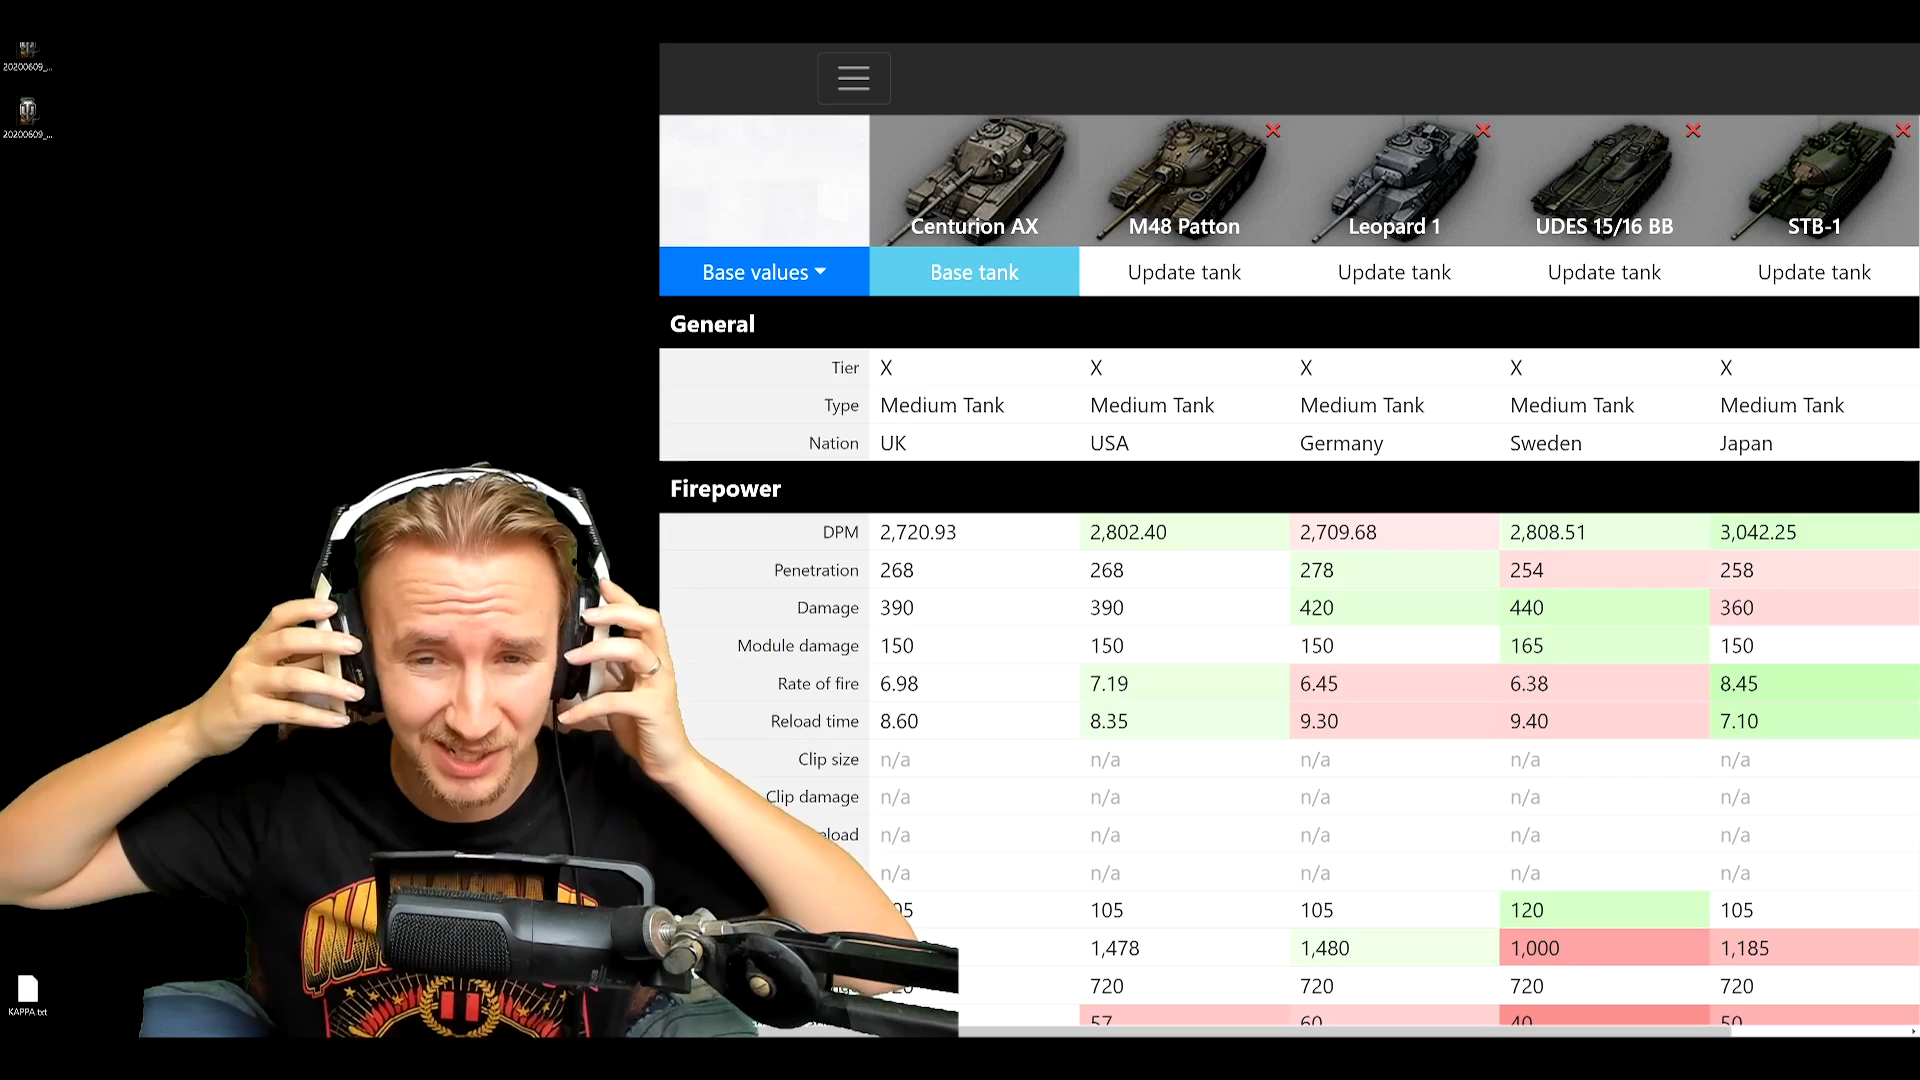 20200609_...
20200609_...
KAPPA.txt
Centurion AX M48 Patton Leopard 1 UDES 15/16 BB STB-1
Base values Base tank Update tank Update tank Update tank Update tank
General
Tier X X X X X
Type Medium Tank Medium Tank Medium Tank Medium Tank Medium Tank
Nation UK USA Germany Sweden Japan
Firepower
DPM 2,720.93 2,802.40 2,709.68 2,808.51 3,042.25
Penetration 268 268 278 254 258
Damage 390 390 420 440 360
Module damage 150 150 150 165 150
Rate of fire 6.98 7.19 6.45 6.38 8.45
Reload time 8.60 8.35 9.30 9.40 7.10
Clip size n/a n/a n/a n/a n/a
Clip damage n/a n/a n/a n/a n/a
n/a n/a n/a n/a n/a
n/a n/a n/a n/a n/a
105 105 120 105
1,478 1,480 1,000 1,185
720 720 720 720
57 60 40 50